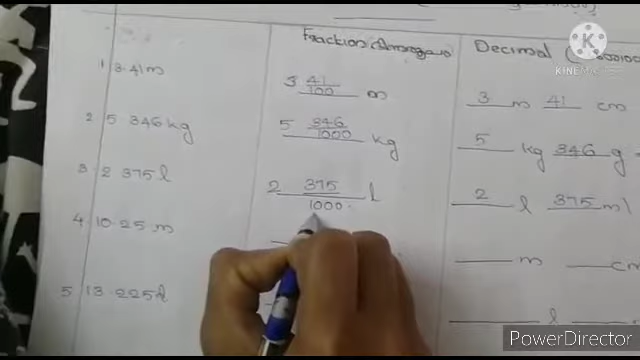 Fraction Decimal
1 3.41m 3 41/100 m 3 m 41 cm
2 5 346 kg 5 346/1000 kg 5 kg 346 g
3 2 375 l 2 375/1000 l 2 l 375 ml
4 10.25 m m cm
5 13.225 l l
KINEMASTER
PowerDirector